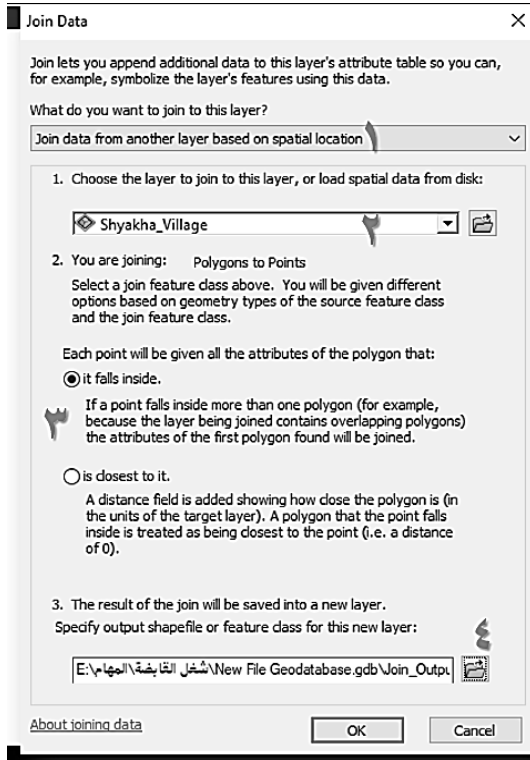 Join Data
Join lets you append additional data to this layer's attribute table so you can,
for example, symbolize the layer's features using this data.
What do you want to join to this layer?
Join data from another layer based on spatial location ١
1. Choose the layer to join to this layer, or load spatial data from disk:
Shyakha_Village ٢
2. You are joining: Polygons to Points
Select a join feature class above. You will be given different
options based on geometry types of the source feature class
and the join feature class.
Each point will be given all the attributes of the polygon that:
it falls inside.
٣ If a point falls inside more than one polygon (for example,
because the layer being joined contains overlapping polygons)
the attributes of the first polygon found will be joined.
is closest to it.
A distance field is added showing how close the polygon is (in
the units of the target layer). A polygon that the point falls
inside is treated as being closest to the point (i.e. a distance
of 0).
3. The result of the join will be saved into a new layer.
Specify output shapefile or feature class for this new layer: ٤
E:\شغل القابضة\المهام\New File Geodatabase.gdb\Join_Outpu
About joining data
OK Cancel